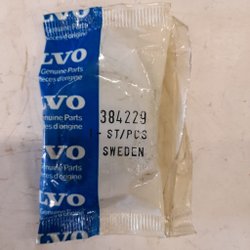 LVO
Genuine Parts
Pièces d'origine
LVO
Genuine Parts
Pièces d'origine
LVO
Genuine Parts
Pièces d'origine
LVO
384229
1- ST/PCS
SWEDEN